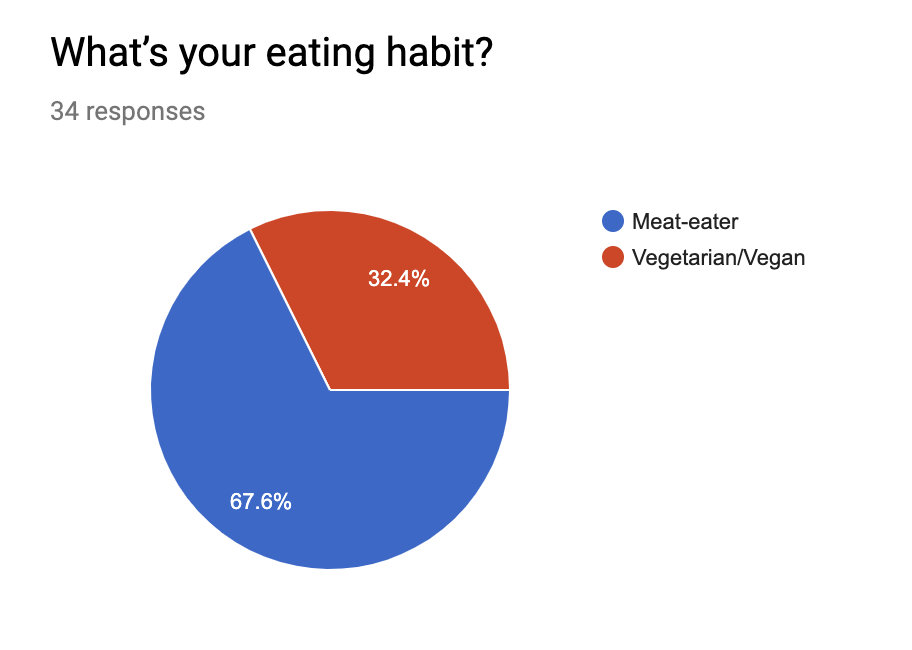 What’s your eating habit?
34 responses
Meat-eater
Vegetarian/Vegan
32.4%
67.6%